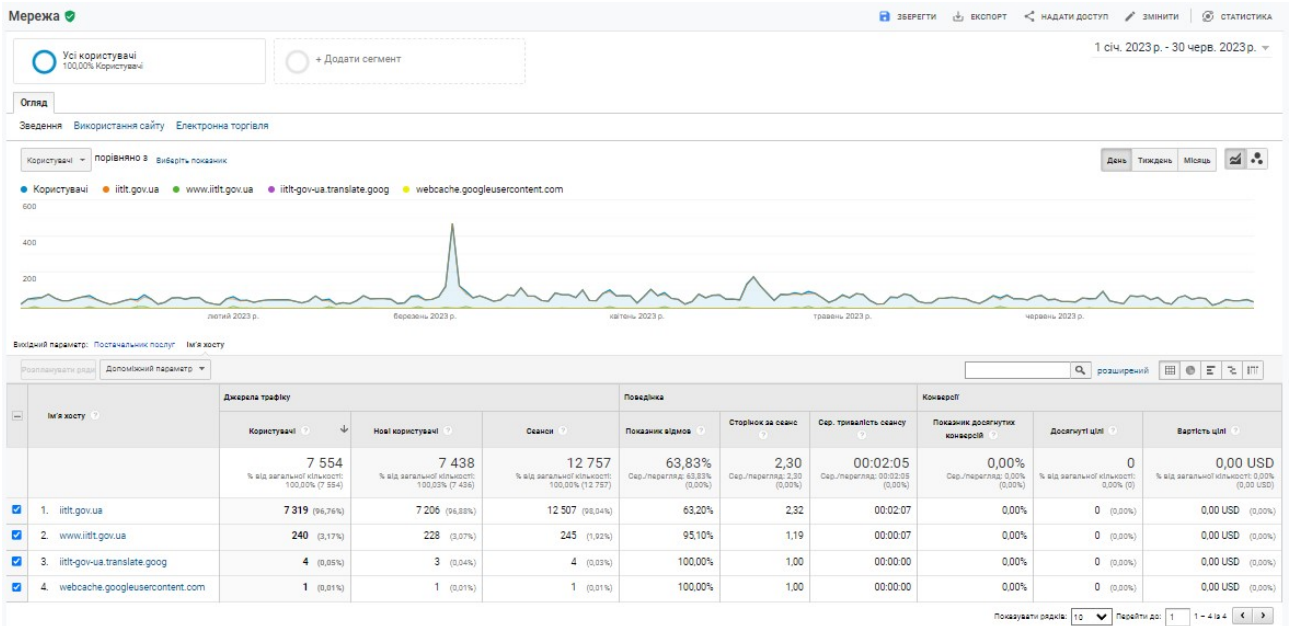 Мережа
ЗБЕРЕГТИ ЕКСПОРТ НАДАТИ ДОСТУП ЗМІНИТИ СТАТИСТИКА
Усі користувачі
100,00% Користувачі
+ Додати сегмент
1 січ. 2023 р. - 30 черв. 2023 р.
Огляд
Зведення Використання сайту Електронна торгівля
Користувачі порівняно з Виберіть показник
День Тиждень Місяць
Користувачі iitlt.gov.ua www.iitlt.gov.ua iitlt-gov-ua.translate.goog webcache.googleusercontent.com
600
400
200
лютий 2023 р. березень 2023 р. квітень 2023 р. травень 2023 р. червень 2023 р.
Вихідний параметр: Постачальник послуг Ім'я хосту
Розпланувати ряди Допоміжний параметр
розширений
Ім'я хосту ?
Джерела трафіку Поведінка Конверсії
Користувачі ? Нові користувачі ? Сеанси ? Показник відмов ? Сторінок за сеанс ? Сер. тривалість сеансу ? Показник досягнутих конверсій ? Досягнуті цілі ? Вартість цілі ?
7 554 7 438 12 757 63,83% 2,30 00:02:05 0,00% 0 0,00 USD
% від загальної кількості: 100,00% (7 554) % від загальної кількості: 100,03% (7 436) % від загальної кількості: 100,00% (12 757) Сер./перегляд: 63,83% (0,00%) Сер./перегляд: 2,30 (0,00%) Сер./перегляд: 00:02:05 (0,00%) Сер./перегляд: 0,00% (0,00%) % від загальної кількості: 0,00% (0) % від загальної кількості: 0,00% (0,00 USD)
1. iitlt.gov.ua 7 319 (96,76%) 7 206 (96,88%) 12 507 (98,04%) 63,20% 2,32 00:02:07 0,00% 0 (0,00%) 0,00 USD (0,00%)
2. www.iitlt.gov.ua 240 (3,17%) 228 (3,07%) 245 (1,92%) 95,10% 1,19 00:00:07 0,00% 0 (0,00%) 0,00 USD (0,00%)
3. iitlt-gov-ua.translate.goog 4 (0,05%) 3 (0,04%) 4 (0,03%) 100,00% 1,00 00:00:00 0,00% 0 (0,00%) 0,00 USD (0,00%)
4. webcache.googleusercontent.com 1 (0,01%) 1 (0,01%) 1 (0,01%) 100,00% 1,00 00:00:00 0,00% 0 (0,00%) 0,00 USD (0,00%)
Показувати рядків: 10 Перейти до: 1 1 – 4 із 4